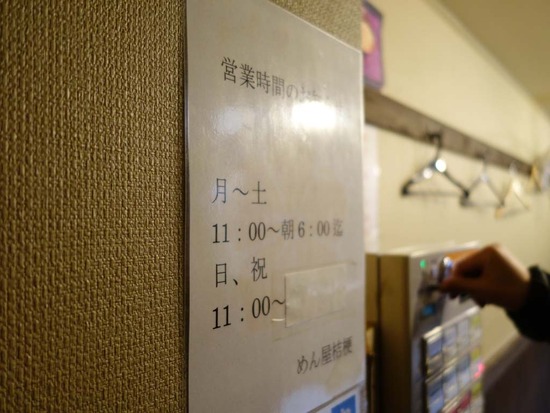 営業時間の
月～土
11：00～朝6：00迄
日、祝
11：00～
めん屋桔梗